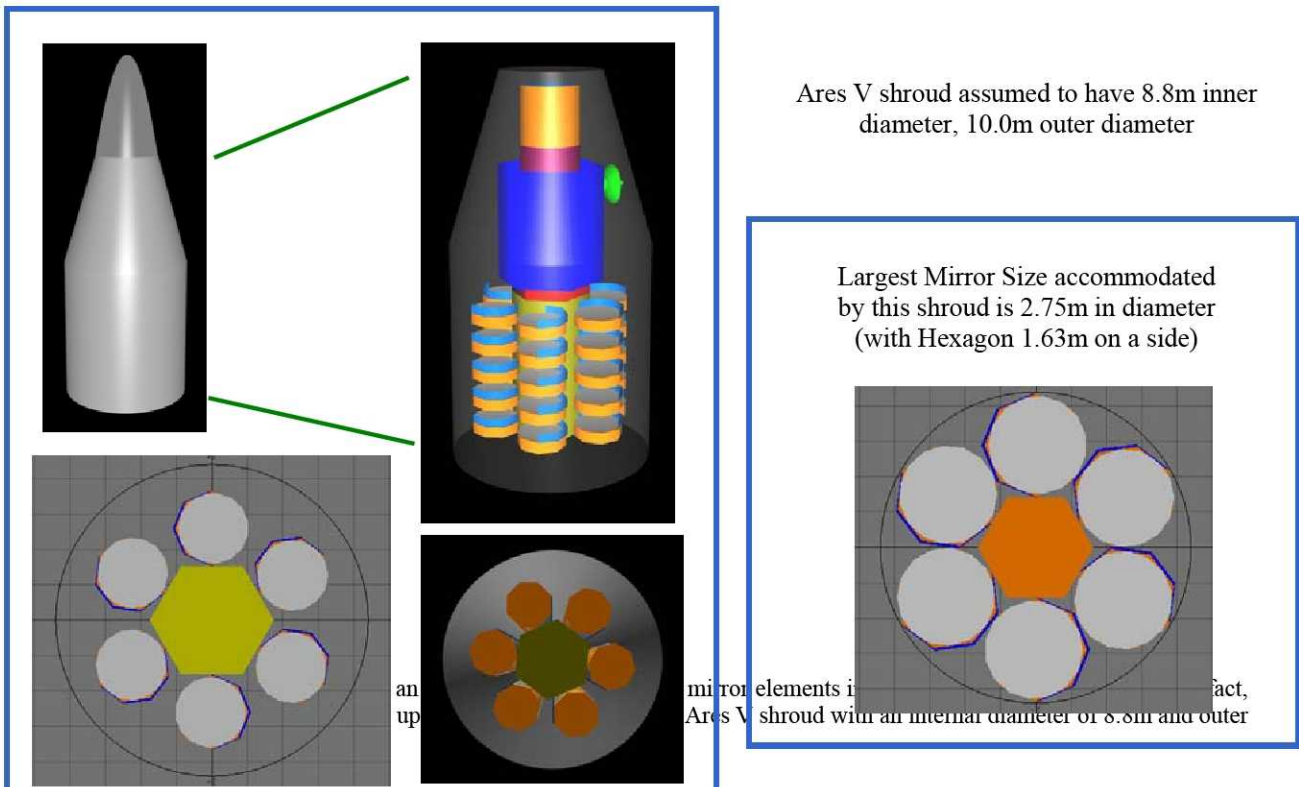 Ares V shroud assumed to have 8.8m inner
diameter, 10.0m outer diameter
Largest Mirror Size accommodated
by this shroud is 2.75m in diameter
(with Hexagon 1.63m on a side)
an mirror elements
up Ares V shroud with an internal diameter of 8.8m and outer